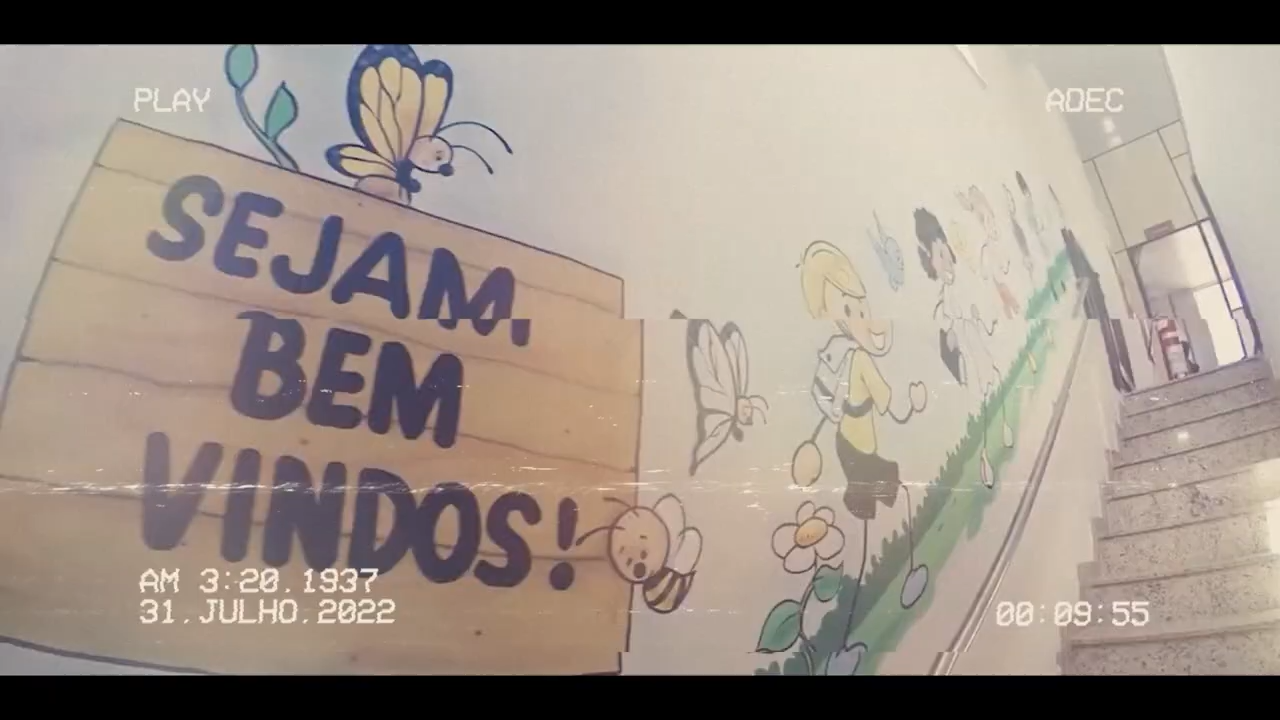 PLAY
ADEC
SEJAM
BEM
VINDOS!
AM 3:20.1937
31.JULHO.2022
00:09:55